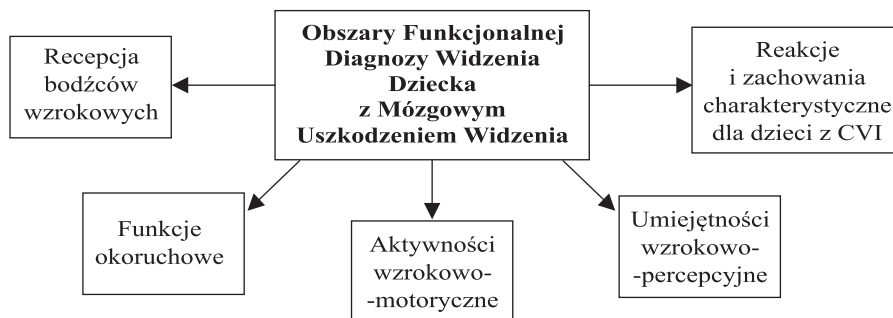 Obszary Funkcjonalnej
Diagnozy Widzenia
Dziecka
z Mózgowym
Uszkodzeniem Widzenia
Recepcja
bodźców
wzrokowych
Reakcje
i zachowania
charakterystyczne
dla dzieci z CVI
Funkcje
okoruchowe
Aktywności
wzrokowo-
-motoryczne
Umiejętności
wzrokowo-
-percepcyjne